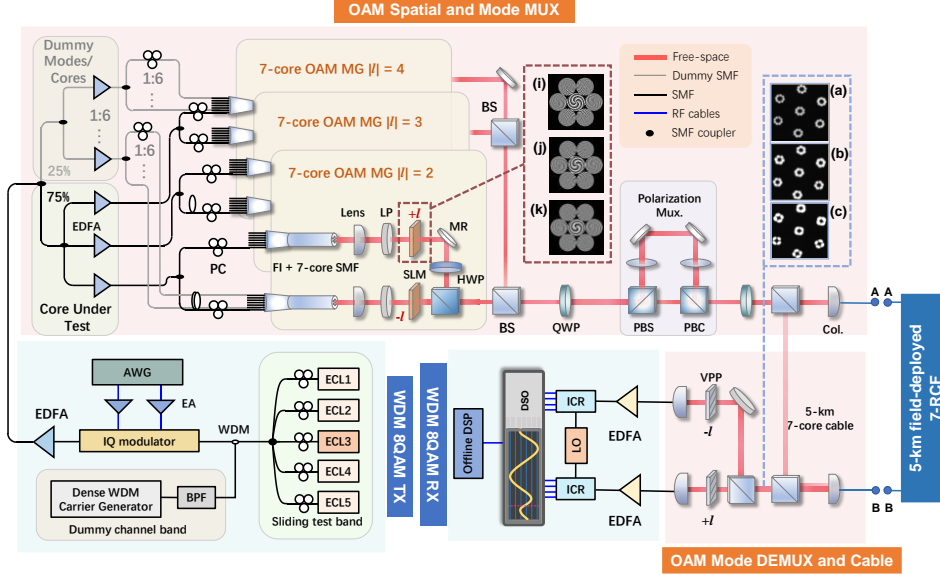 OAM Spatial and Mode MUX
Dummy
Modes/
Cores
1:6
1:6
1:6
25%
75%
EDFA
Core Under
Test
PC
7-core OAM MG |l| = 4
7-core OAM MG |l| = 3
7-core OAM MG |l| = 2
Lens
LP
+l
MR
FI + 7-core SMF
SLM
HWP
-l
BS
BS
(i)
(j)
(k)
Free-space
Dummy SMF
SMF
RF cables
SMF coupler
(a)
(b)
(c)
Polarization
Mux.
QWP
PBS
PBC
Col.
A A
B B
5-km field-deployed
7-RCF
AWG
EA
EDFA
IQ modulator
WDM
Dense WDM
Carrier Generator
BPF
Dummy channel band
ECL1
ECL2
ECL3
ECL4
ECL5
Sliding test band
WDM 8QAM TX
WDM 8QAM RX
Offline DSP
DSO
ICR
LO
ICR
EDFA
EDFA
VPP
-l
+l
5-km
7-core cable
OAM Mode DEMUX and Cable